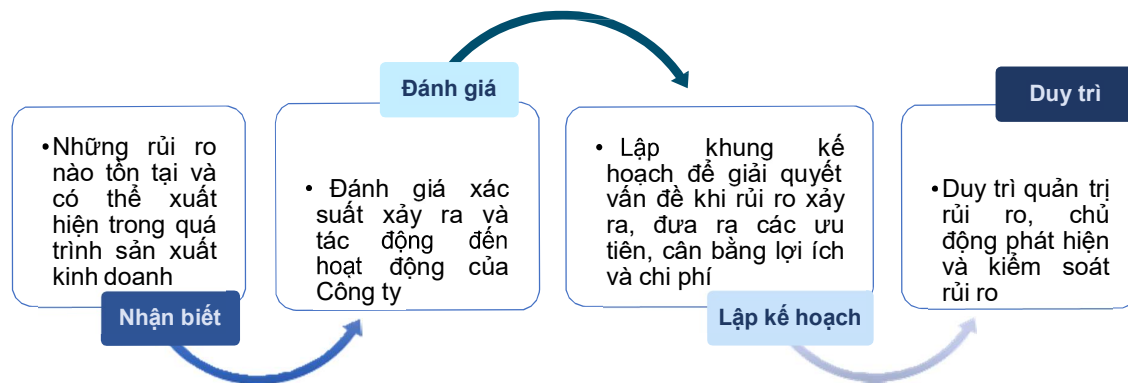 •Những rủi ro
nào tồn tại và
có thể xuất
hiện trong quá
trình sản xuất
kinh doanh
Nhận biết
Đánh giá
• Đánh giá xác
suất xảy ra và
tác động đến
hoạt động của
Công ty
• Lập khung kế
hoạch để giải quyết
vấn đề khi rủi ro xảy
ra, đưa ra các ưu
tiên, cân bằng lợi ích
và chi phí
Lập kế hoạch
Duy trì
•Duy trì quản trị
rủi ro, chủ
động phát hiện
và kiểm soát
rủi ro